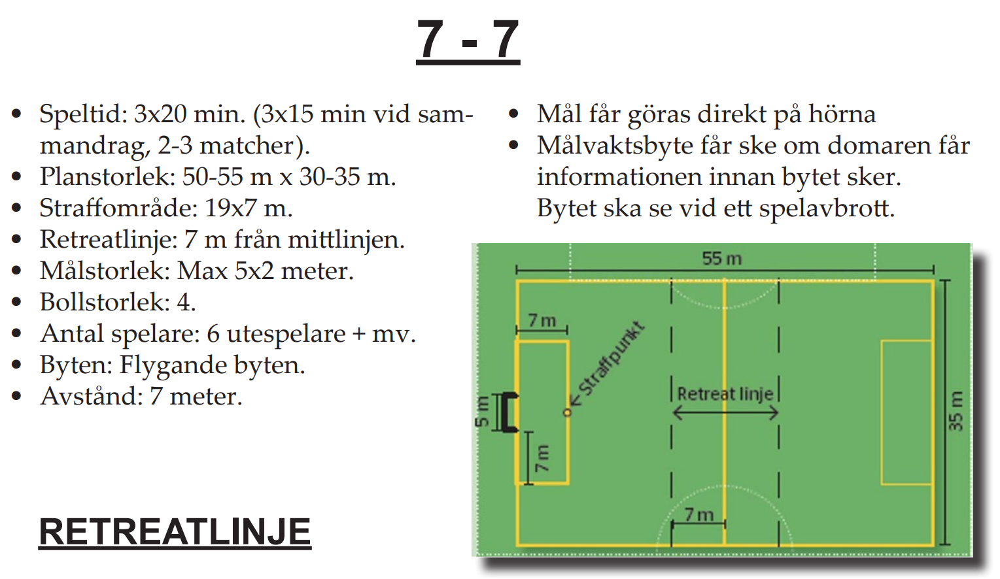 7 - 7
• Speltid: 3x20 min. (3x15 min vid sam-
mandrag, 2-3 matcher).
• Planstorlek: 50-55 m x 30-35 m.
• Straffområde: 19x7 m.
• Retreatlinje: 7 m från mittlinjen.
• Målstorlek: Max 5x2 meter.
• Bollstorlek: 4.
• Antal spelare: 6 utespelare + mv.
• Byten: Flygande byten.
• Avstånd: 7 meter.
• Mål får göras direkt på hörna
• Målvaktsbyte får ske om domaren får
informationen innan bytet sker.
Bytet ska se vid ett spelavbrott.
55 m
7 m
Straffpunkt
Retreat linje
5 m
7 m
35 m
7 m
RETREATLINJE